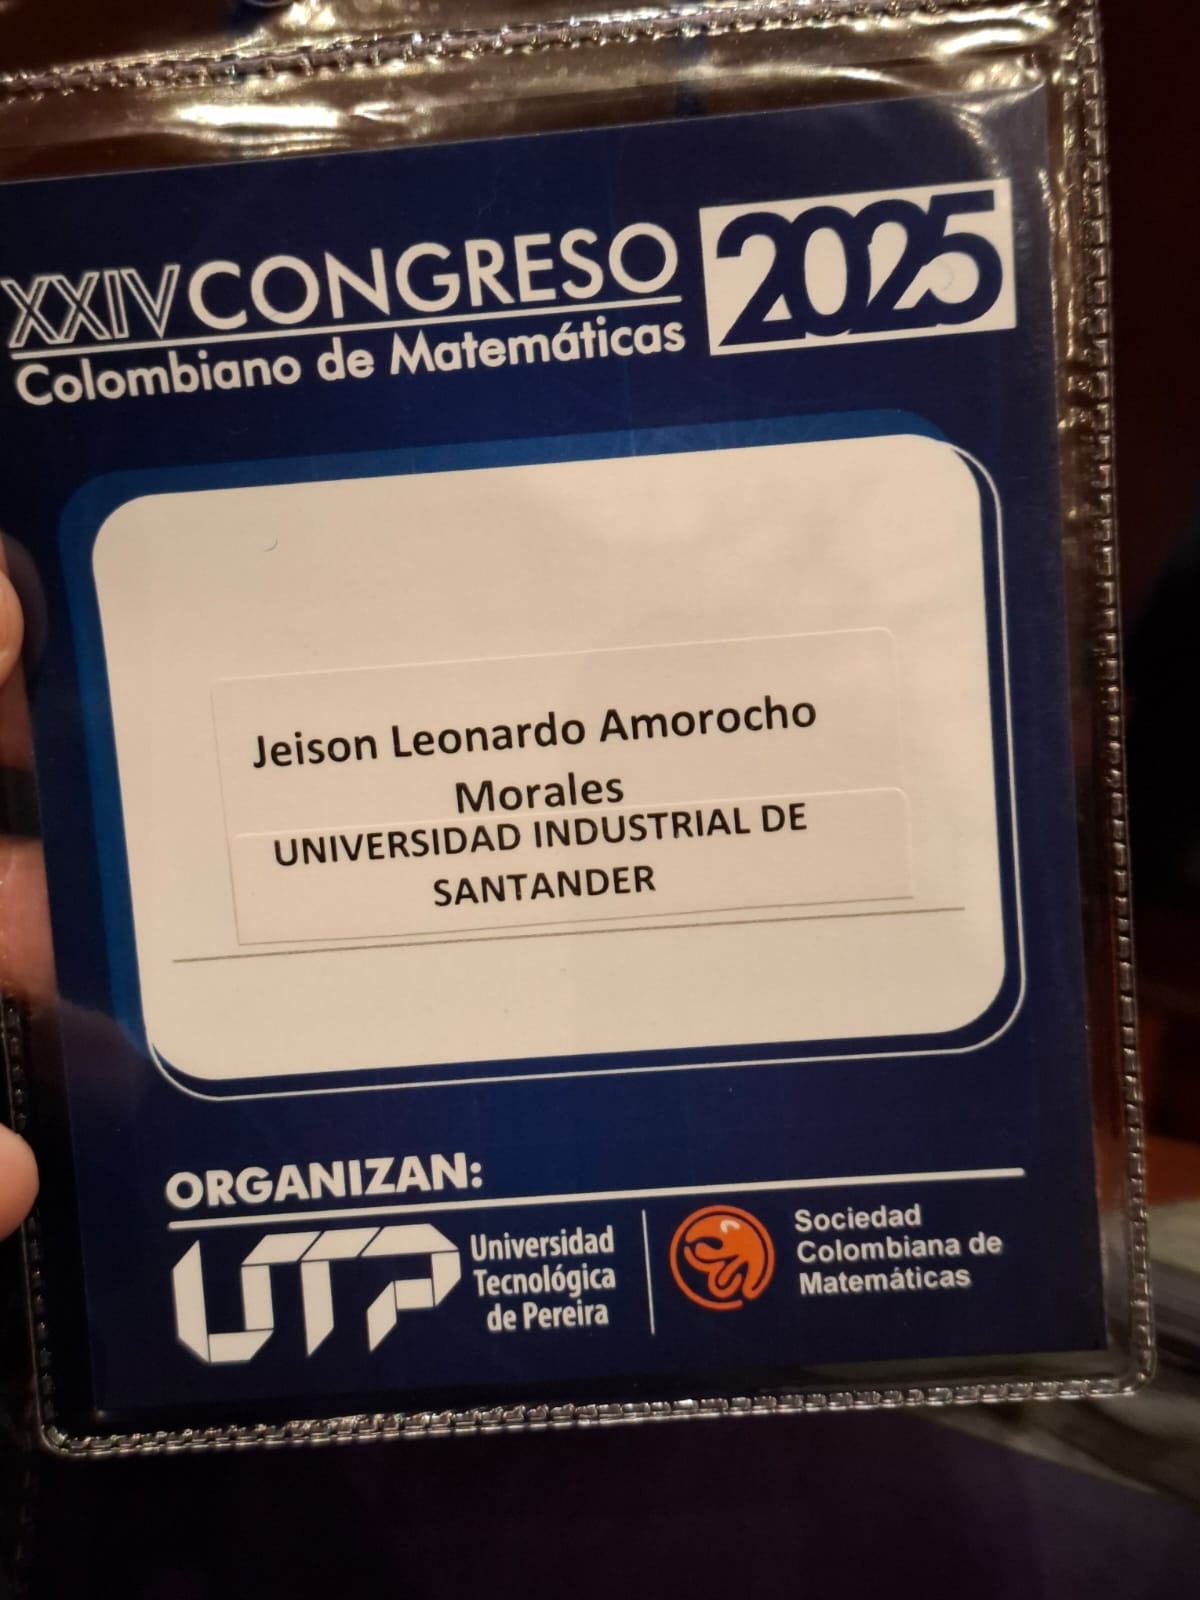 XXIV CONGRESO 2025
Colombiano de Matemáticas
Jeison Leonardo Amorocho
Morales
UNIVERSIDAD INDUSTRIAL DE
SANTANDER
ORGANIZAN:
UTP
Universidad
Tecnológica
de Pereira
Sociedad
Colombiana de
Matemáticas